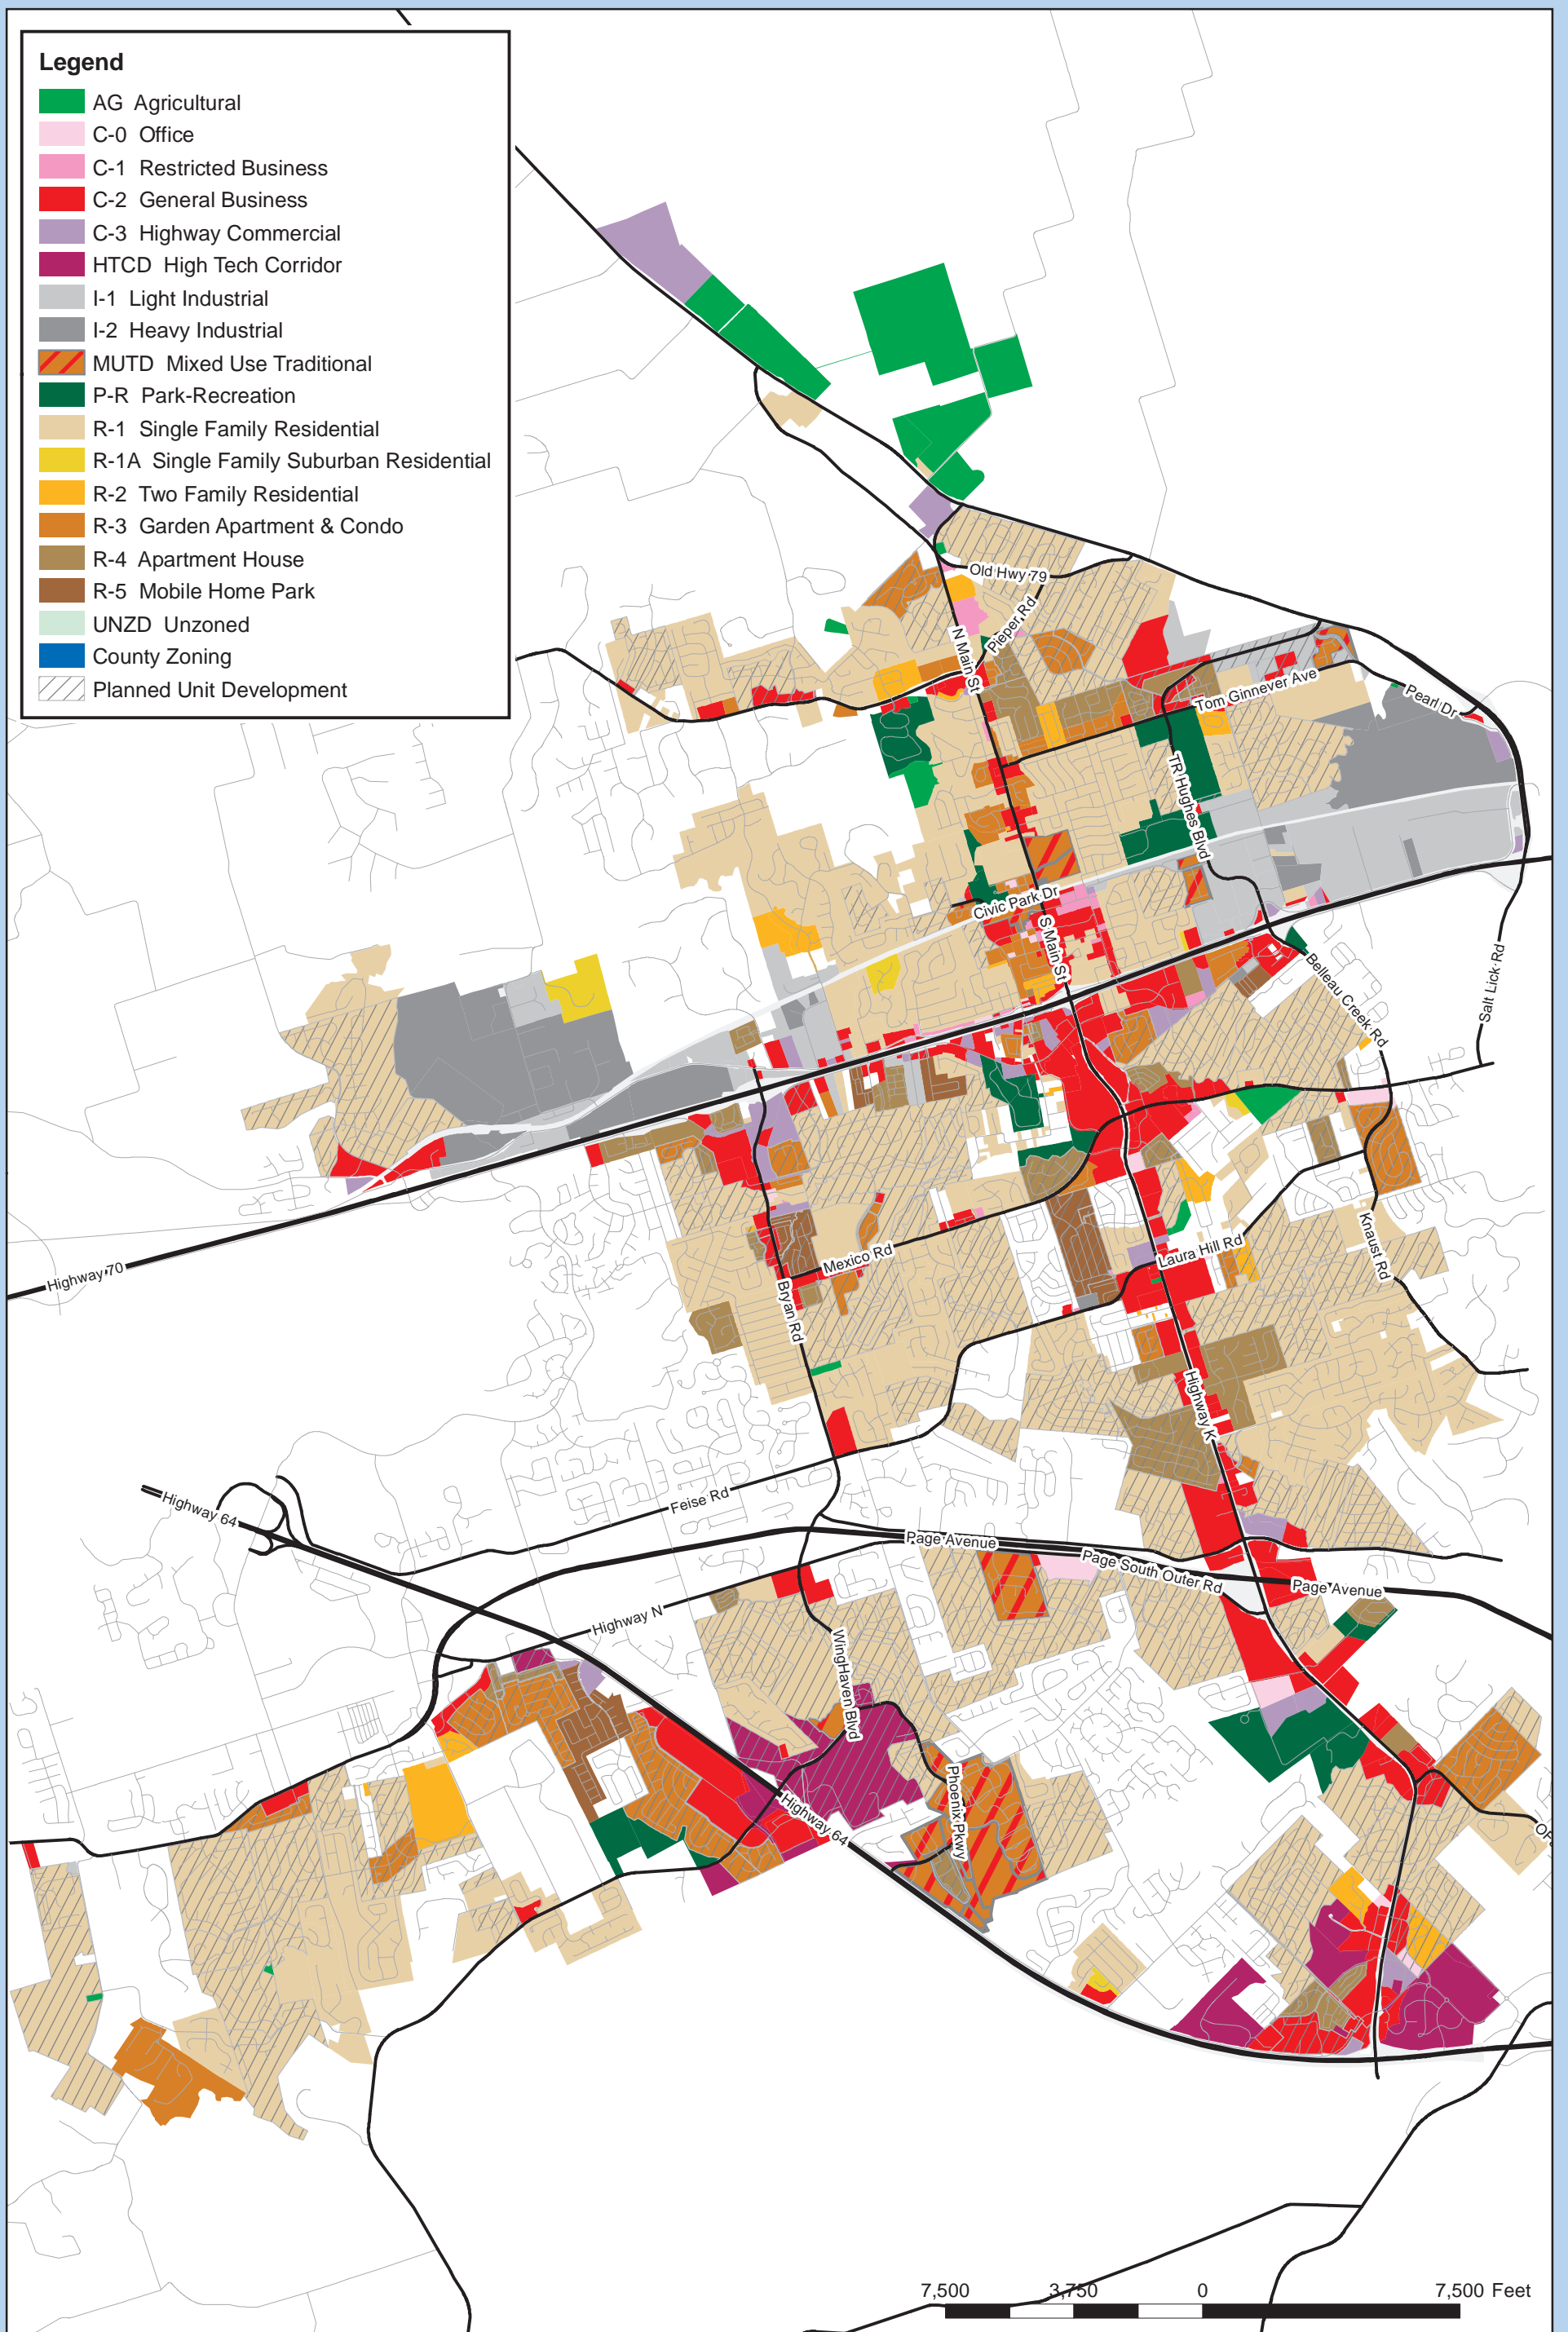 Legend
AG Agricultural
C-0 Office
C-1 Restricted Business
C-2 General Business
C-3 Highway Commercial
HTCD High Tech Corridor
I-1 Light Industrial
I-2 Heavy Industrial
MUTD Mixed Use Traditional
P-R Park-Recreation
R-1 Single Family Residential
R-1A Single Family Suburban Residential
R-2 Two Family Residential
R-3 Garden Apartment & Condo
R-4 Apartment House
R-5 Mobile Home Park
UNZD Unzoned
County Zoning
Planned Unit Development
Old Hwy 79
Pieper Rd
N Main St
Tom Ginnever Ave
Pearl Dr
TR Hughes Blvd
Civic Park Dr
S Main St
Belleau Creek Rd
Salt Lick Rd
Knaust Rd
Laura Hill Rd
Mexico Rd
Highway 70
Bryan Rd
Highway K
Highway 64
Feise Rd
Page Avenue
Page South Outer Rd
Page Avenue
Highway N
WingHaven Blvd
Phoenix Pkwy
Highway 64
OF
7,500 3,750 0 7,500 Feet